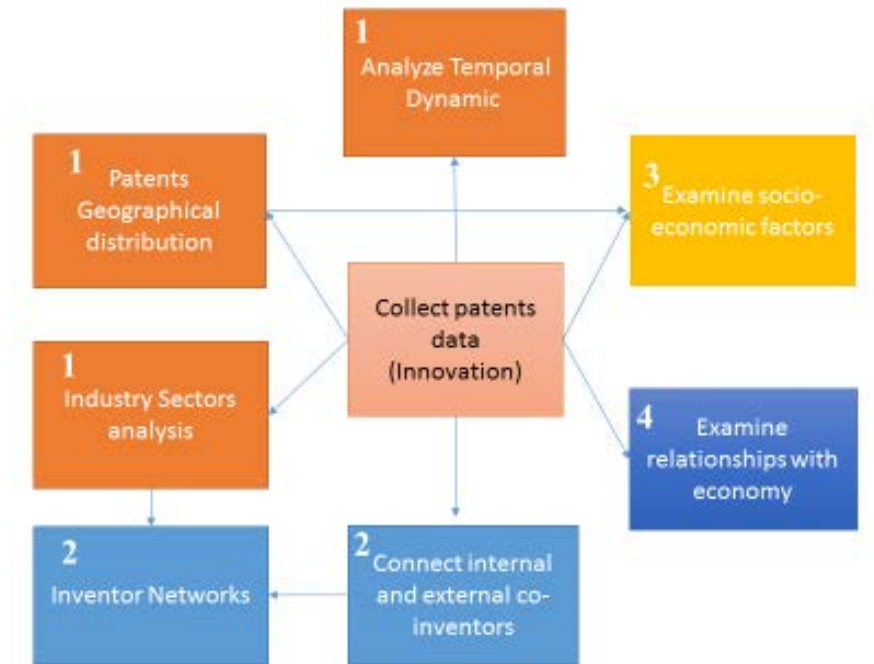 1
Analyze Temporal
Dynamic
1
Patents
Geographical
distribution
3
Examine socio-
economic factors
Collect patents
data
(Innovation)
1
Industry Sectors
analysis
4
Examine
relationships with
economy
2
Inventor Networks
2
Connect internal
and external co-
inventors